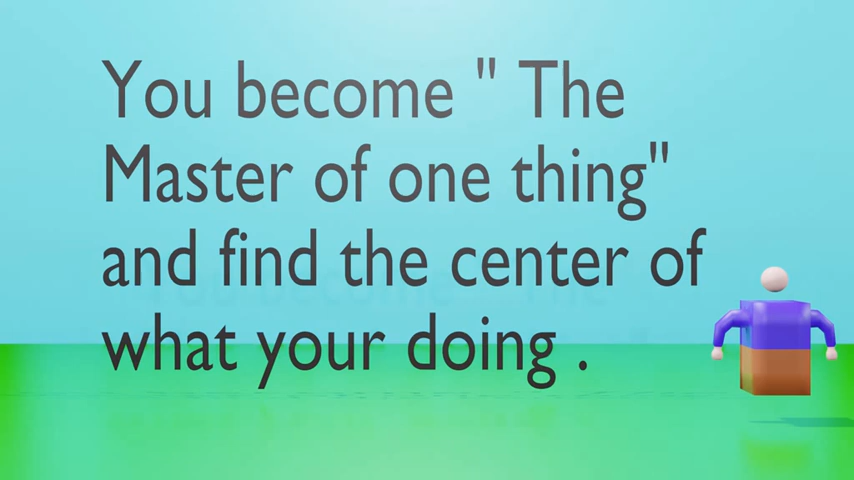 You become " The
Master of one thing"
and find the center of
what your doing .